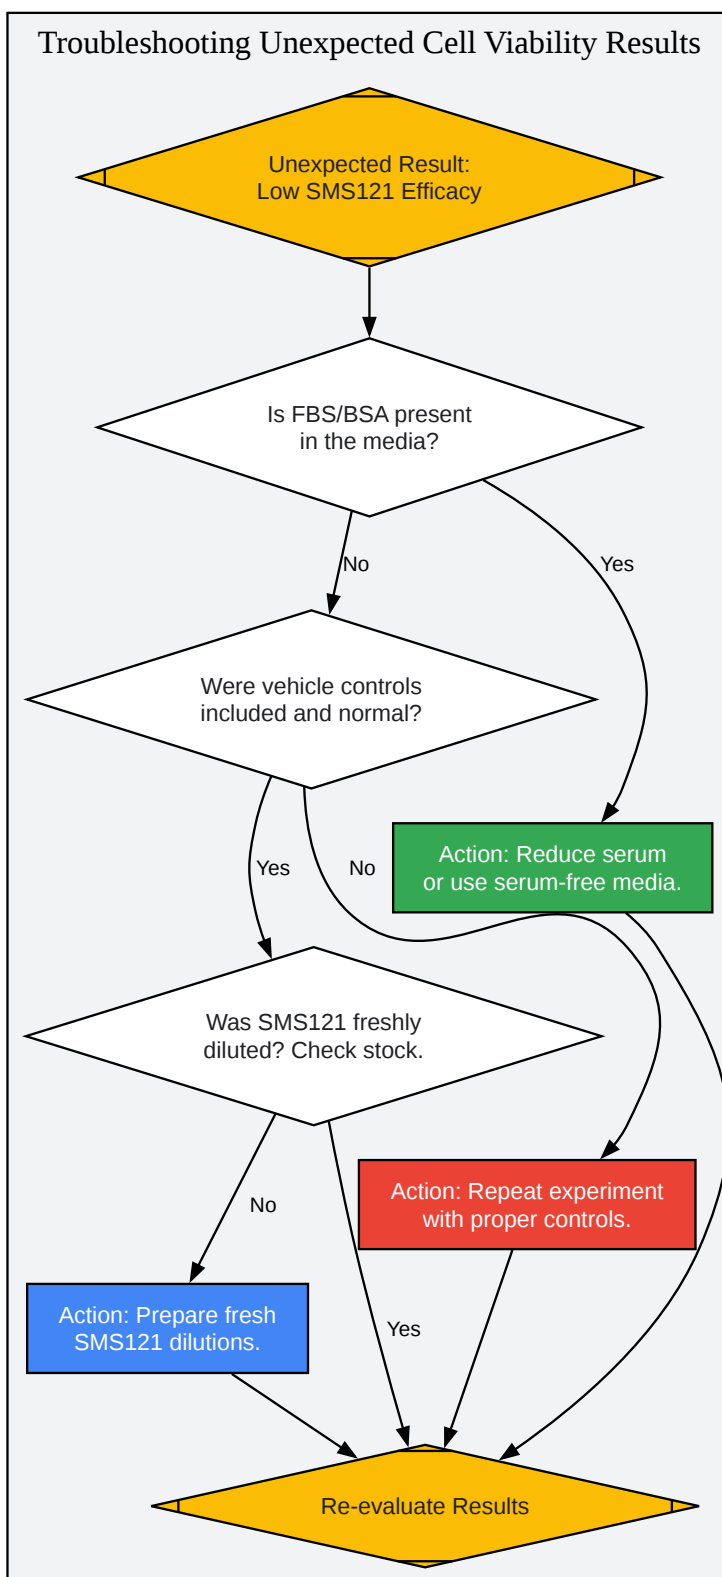 Troubleshooting Unexpected Cell Viability Results
Unexpected Result:
Low SMS121 Efficacy
Is FBS/BSA present
in the media?
No
Yes
Were vehicle controls
included and normal?
Yes
No
Action: Reduce serum
or use serum-free media.
Was SMS121 freshly
diluted? Check stock.
No
Action: Repeat experiment
with proper controls.
Action: Prepare fresh
SMS121 dilutions.
Yes
Re-evaluate Results